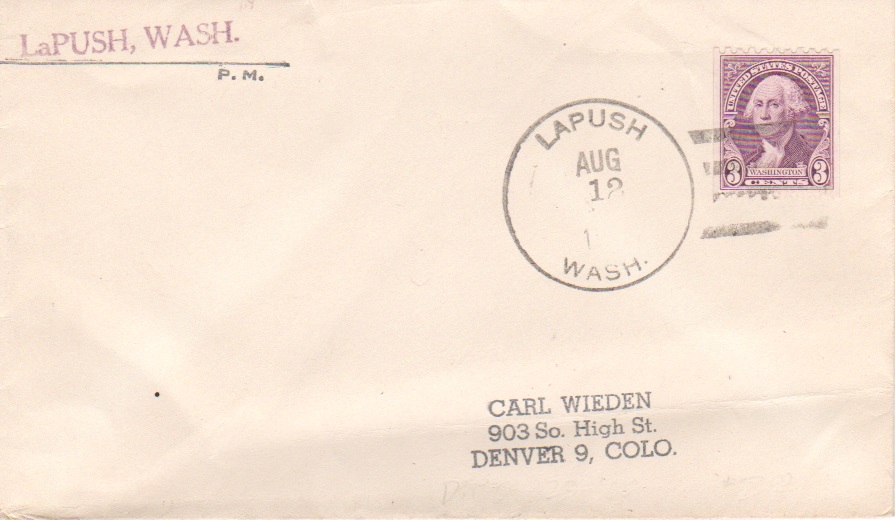 LaPUSH, WASH.
P. M.
LAPUSH
AUG
12
1
WASH.
UNITED STATES POSTAGE
3 WASHINGTON 3
CENTS
CARL WIEDEN
903 So. High St.
DENVER 9, COLO.